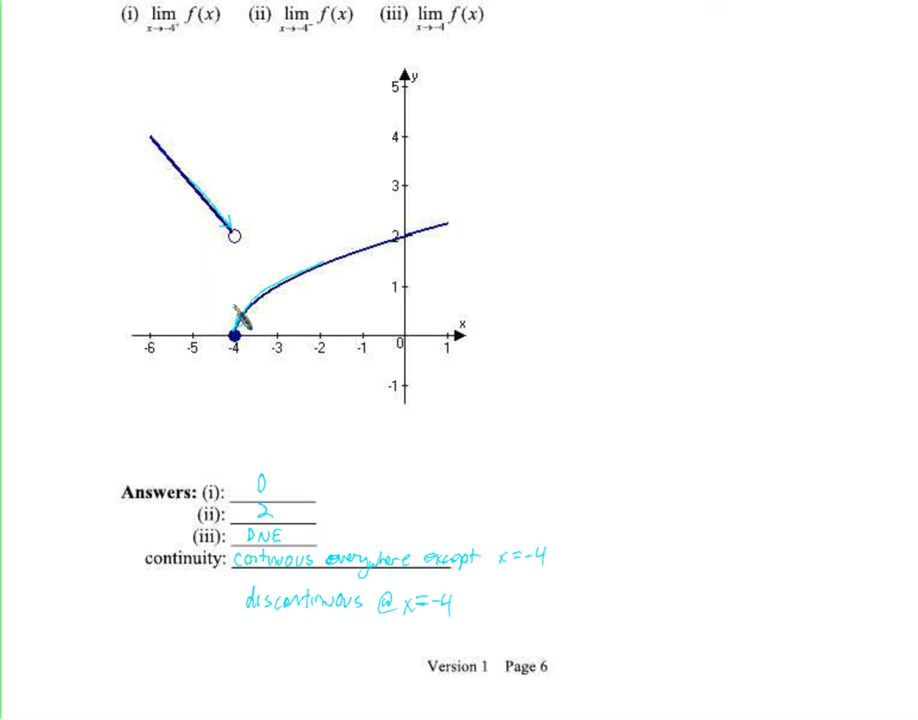 (i) lim f(x) (ii) lim f(x) (iii) lim f(x)
x→-4⁺ x→-4⁻ x→-4
y
5
4
3
2
1
x
-6 -5 -4 -3 -2 -1 0 1
-1
Answers: (i): 0
(ii): 2
(iii): DNE
continuity: continuous everywhere except x=-4
discontinuous @ x=-4
Version 1 Page 6